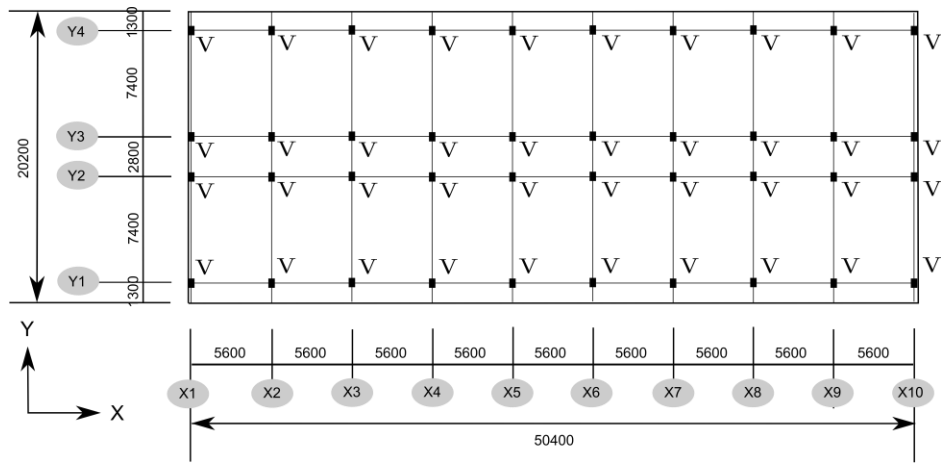 Y4
1300
V V V V V V V V V V
7400
Y3
V V V V V V V V V V
2800
20200
Y2
V V V V V V V V V V
7400
V V V V V V V V V V
Y1
1300
Y
X
5600 5600 5600 5600 5600 5600 5600 5600 5600
X1 X2 X3 X4 X5 X6 X7 X8 X9 X10
50400